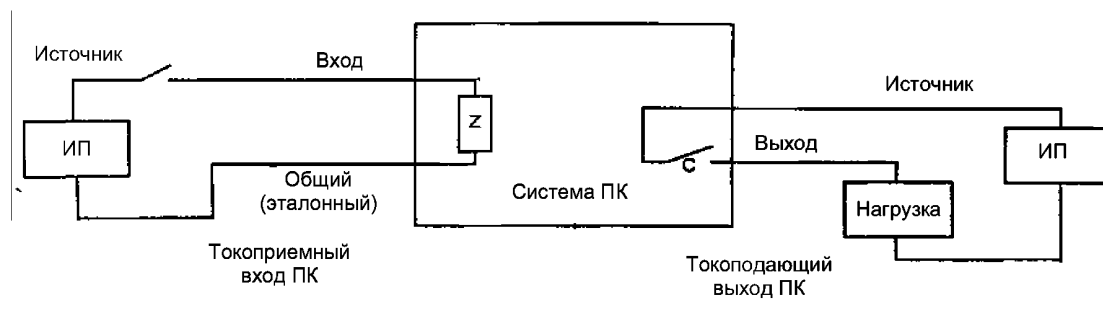 Источник
Вход
ИП
Z
Общий
(эталонный)
Токоприемный
вход ПК
Система ПК
С
Источник
Выход
ИП
Нагрузка
Токоподающий
выход ПК